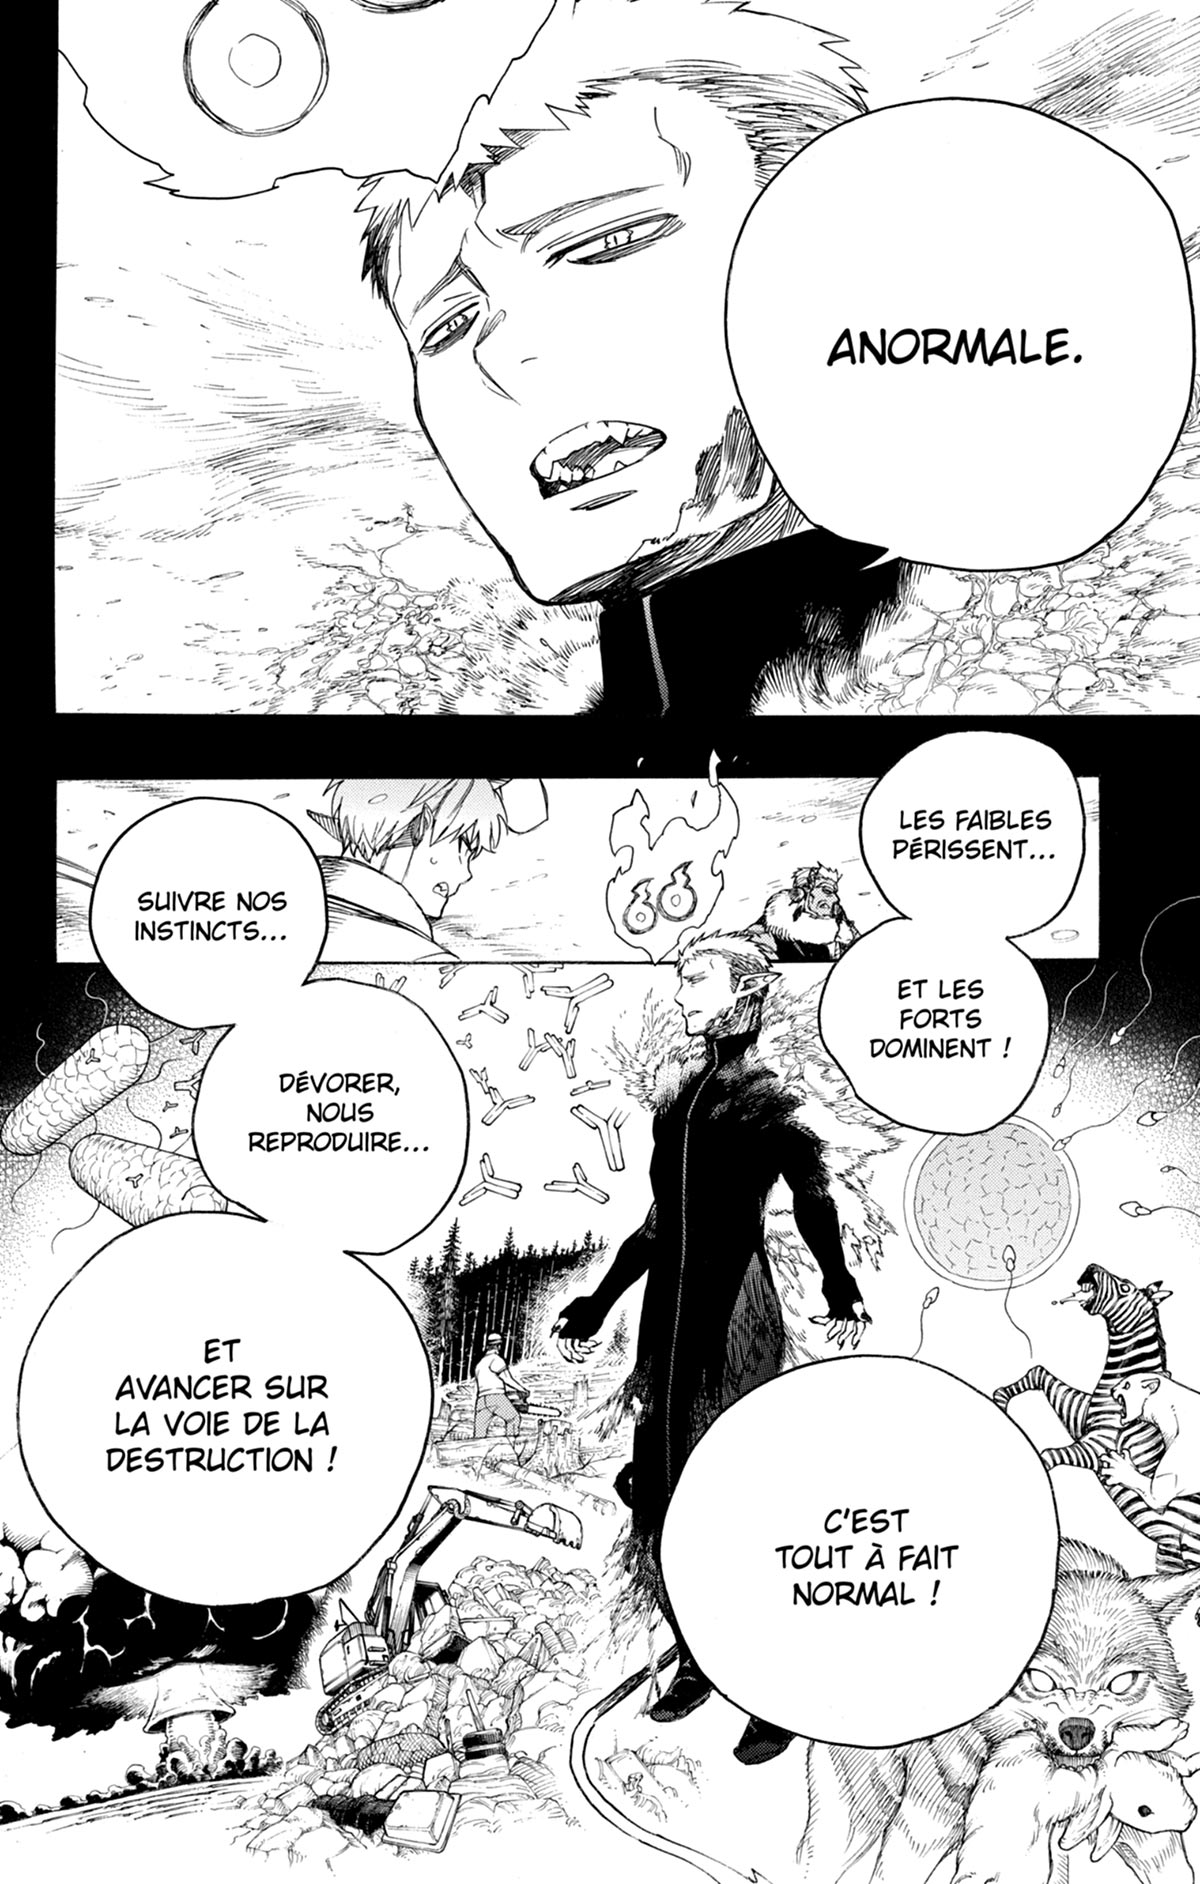 ANORMALE.
LES FAIBLES
PÉRISSENT...
ET LES
FORTS
DOMINENT !
SUIVRE NOS
INSTINCTS...
DÉVORER,
NOUS
REPRODUIRE...
ET
AVANCER SUR
LA VOIE DE LA
DESTRUCTION !
C'EST
TOUT À FAIT
NORMAL !